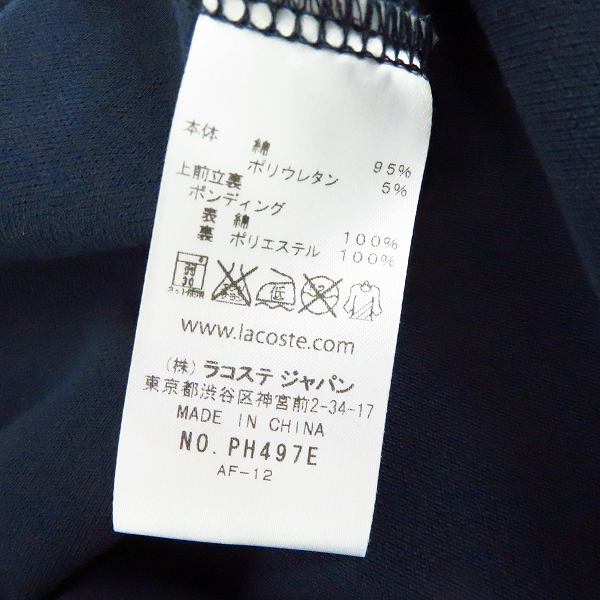 本体 綿 95%
ポリウレタン 5%
上前立裏
ボンディング
表 綿 100%
裏 ポリエステル 100%
低
www.lacoste.com
(株) ラコステ ジャパン
東京都渋谷区神宮前2-34-17
MADE IN CHINA
NO. PH497E
AF-12